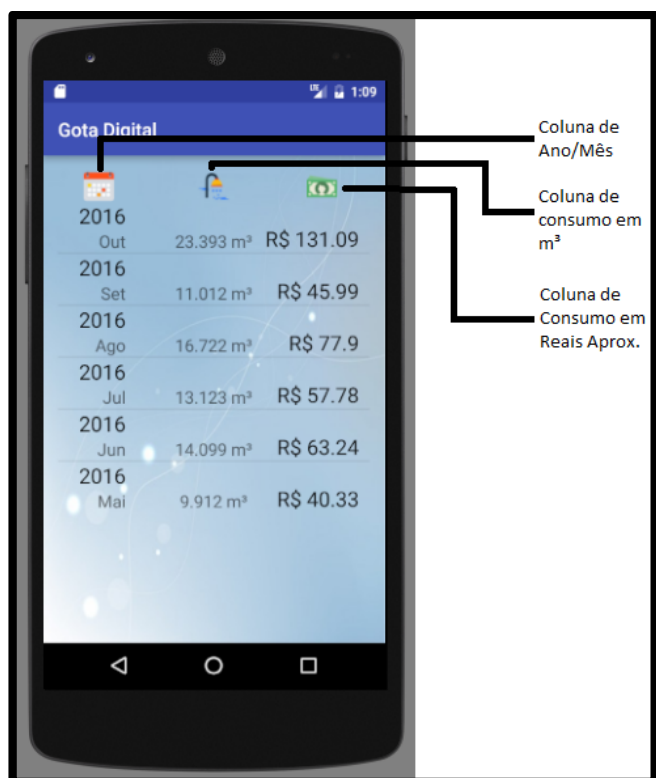 LTE 1:09
Gota Digital
2016
Out 23.393 m³ R$ 131.09
2016
Set 11.012 m³ R$ 45.99
2016
Ago 16.722 m³ R$ 77.9
2016
Jul 13.123 m³ R$ 57.78
2016
Jun 14.099 m³ R$ 63.24
2016
Mai 9.912 m³ R$ 40.33
Coluna de
Ano/Mês
Coluna de
consumo em
m³
Coluna de
Consumo em
Reais Aprox.